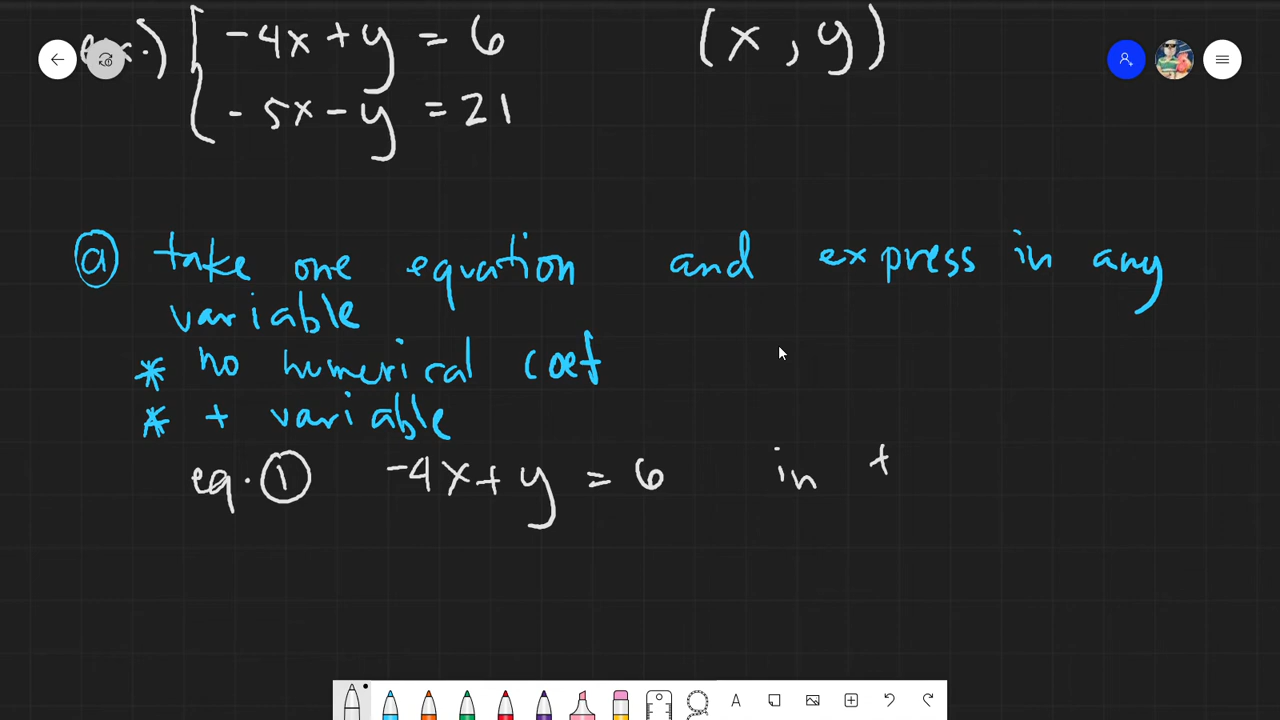 ex.) -4x + y = 6 (x, y)
-5x - y = 21
ⓐ take one equation and express in any
variable
* no numerical coef
* + variable
eq. ① -4x + y = 6 in t
A